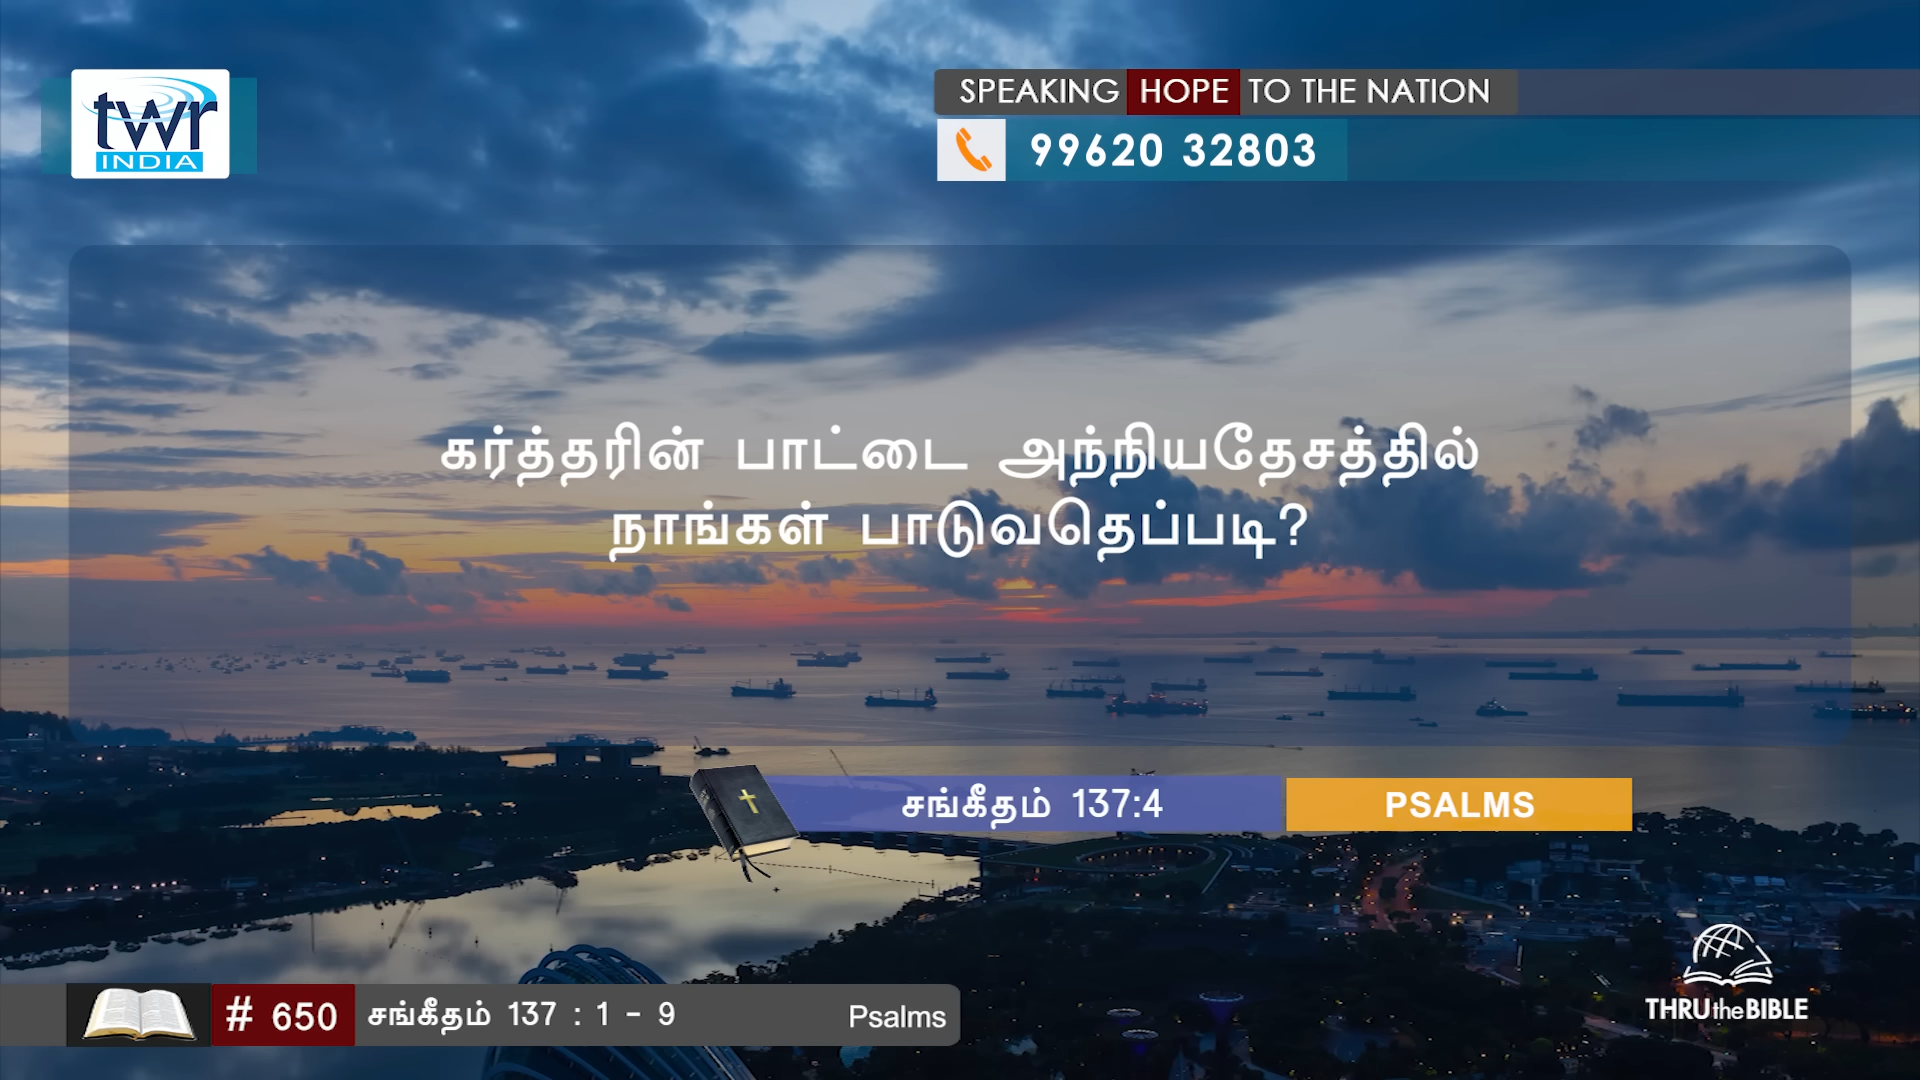 twr
INDIA
SPEAKING HOPE TO THE NATION
99620 32803
கர்த்தரின் பாட்டை அந்நியதேசத்தில்
நாங்கள் பாடுவதெப்படி?
சங்கீதம் 137:4
PSALMS
# 650 சங்கீதம் 137 : 1 - 9 Psalms
THRU the BIBLE